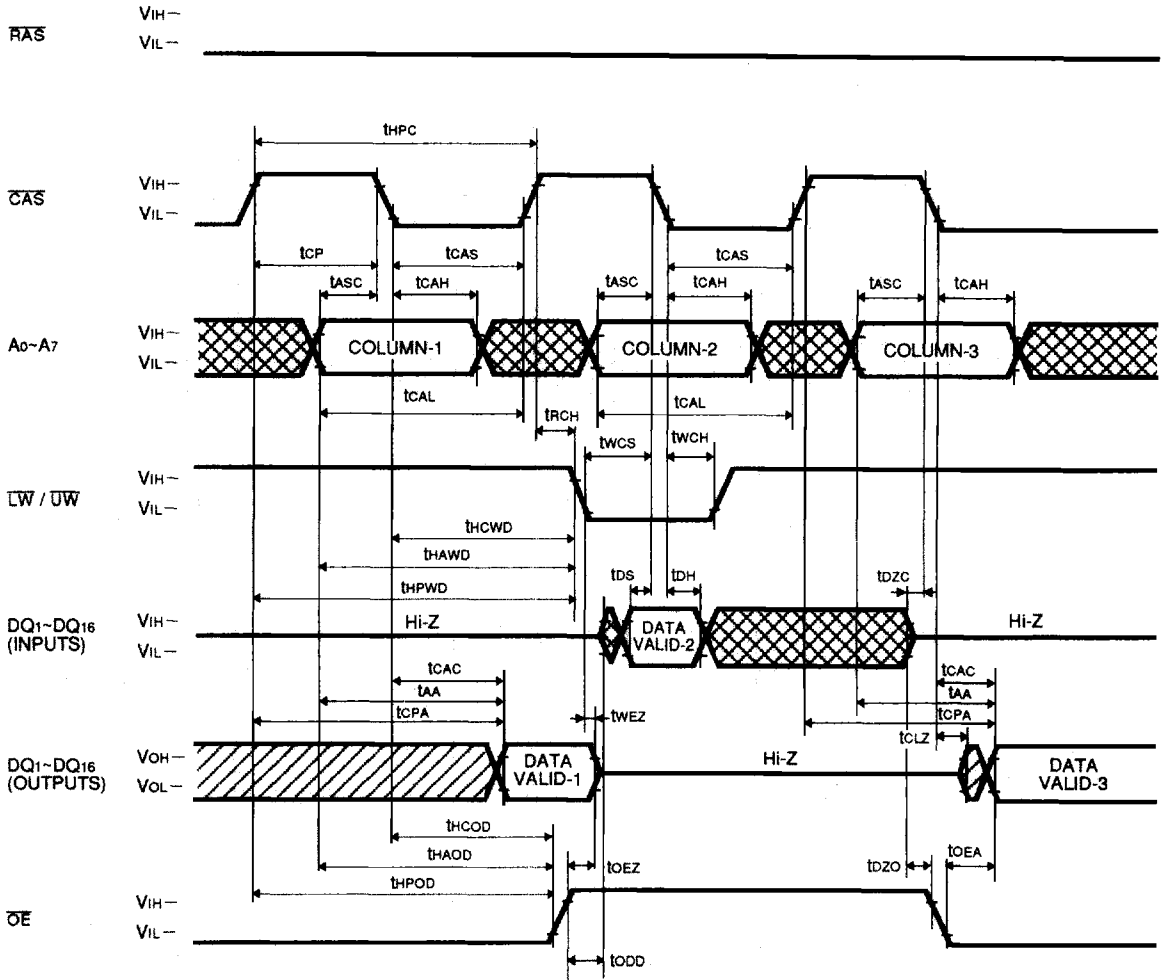 VIH–
RAS
VIL–
tHPC
VIH–
CAS
VIL–
tCP
tCAS
tCAS
tASC
tCAH
tASC
tCAH
tASC
tCAH
VIH–
A0~A7
COLUMN-1
COLUMN-2
COLUMN-3
VIL–
tCAL
tCAL
tRCH
tWCS
tWCH
VIH–
LW / UW
VIL–
tHCWD
tHAWD
tHPWD
tDS
tDH
tDZC
DQ1~DQ16
(INPUTS)
VIH–
VIL–
Hi-Z
DATA
VALID-2
Hi-Z
tCAC
tAA
tCPA
tWEZ
tCAC
tAA
tCPA
tCLZ
DQ1~DQ16
(OUTPUTS)
VOH–
VOL–
DATA
VALID-1
Hi-Z
DATA
VALID-3
tHCOD
tHAOD
tHPOD
tOEZ
tDZO
tOEA
VIH–
OE
VIL–
tODD